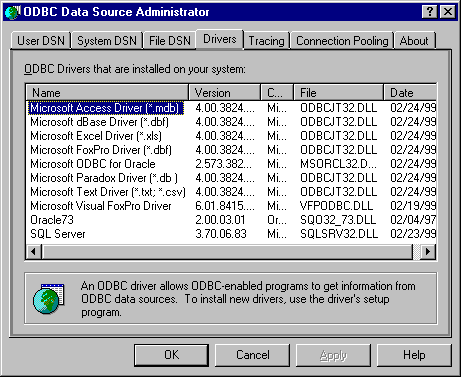 ODBC Data Source Administrator
User DSN System DSN File DSN Drivers Tracing Connection Pooling About
ODBC Drivers that are installed on your system:
Name Version C... File Date
Microsoft Access Driver (*.mdb) 4.00.3824.... Mi... ODBCJT32.DLL 02/24/99
Microsoft dBase Driver (*.dbf) 4.00.3824.... Mi... ODBCJT32.DLL 02/24/99
Microsoft Excel Driver (*.xls) 4.00.3824.... Mi... ODBCJT32.DLL 02/24/99
Microsoft FoxPro Driver (*.dbf) 4.00.3824.... Mi... ODBCJT32.DLL 02/24/99
Microsoft ODBC for Oracle 2.573.382... Mi... MSORCL32.D... 02/24/99
Microsoft Paradox Driver (*.db ) 4.00.3824.... Mi... ODBCJT32.DLL 02/24/99
Microsoft Text Driver (*.txt; *.csv) 4.00.3824.... Mi... ODBCJT32.DLL 02/24/99
Microsoft Visual FoxPro Driver 6.01.8415.... Mi... VFPODBC.DLL 02/19/99
Oracle73 2.00.03.01 Or... SQO32_73.DLL 02/04/97
SQL Server 3.70.06.83 Mi... SQLSRV32.DLL 02/23/99
An ODBC driver allows ODBC-enabled programs to get information from
ODBC data sources. To install new drivers, use the driver's setup
program.
OK Cancel Apply Help